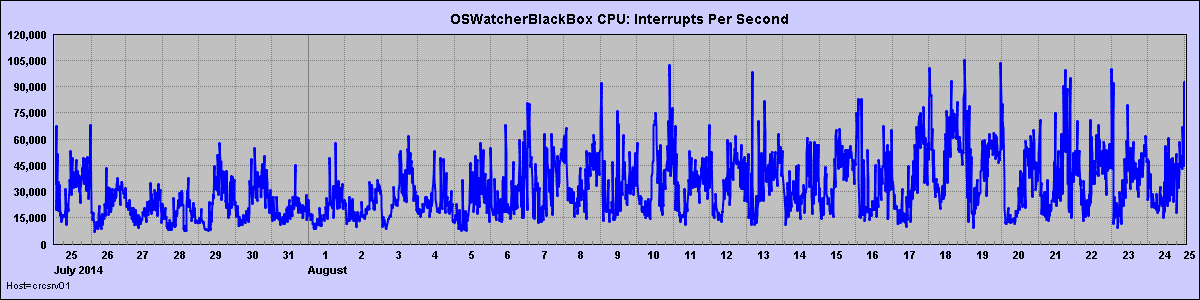 OSWatcherBlackBox CPU: Interrupts Per Second
120,000
105,000
90,000
75,000
60,000
45,000
30,000
15,000
0
25 26 27 28 29 30 31 1 2 3 4 5 6 7 8 9 10 11 12 13 14 15 16 17 18 19 20 21 22 23 24 25
July 2014 August
Host=crcsrv01